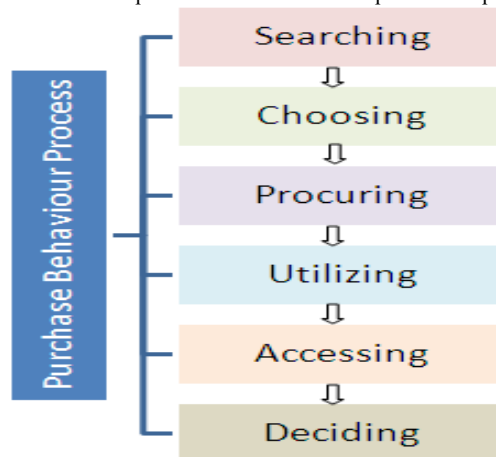 Purchase Behaviour Process
Searching
Choosing
Procuring
Utilizing
Accessing
Deciding